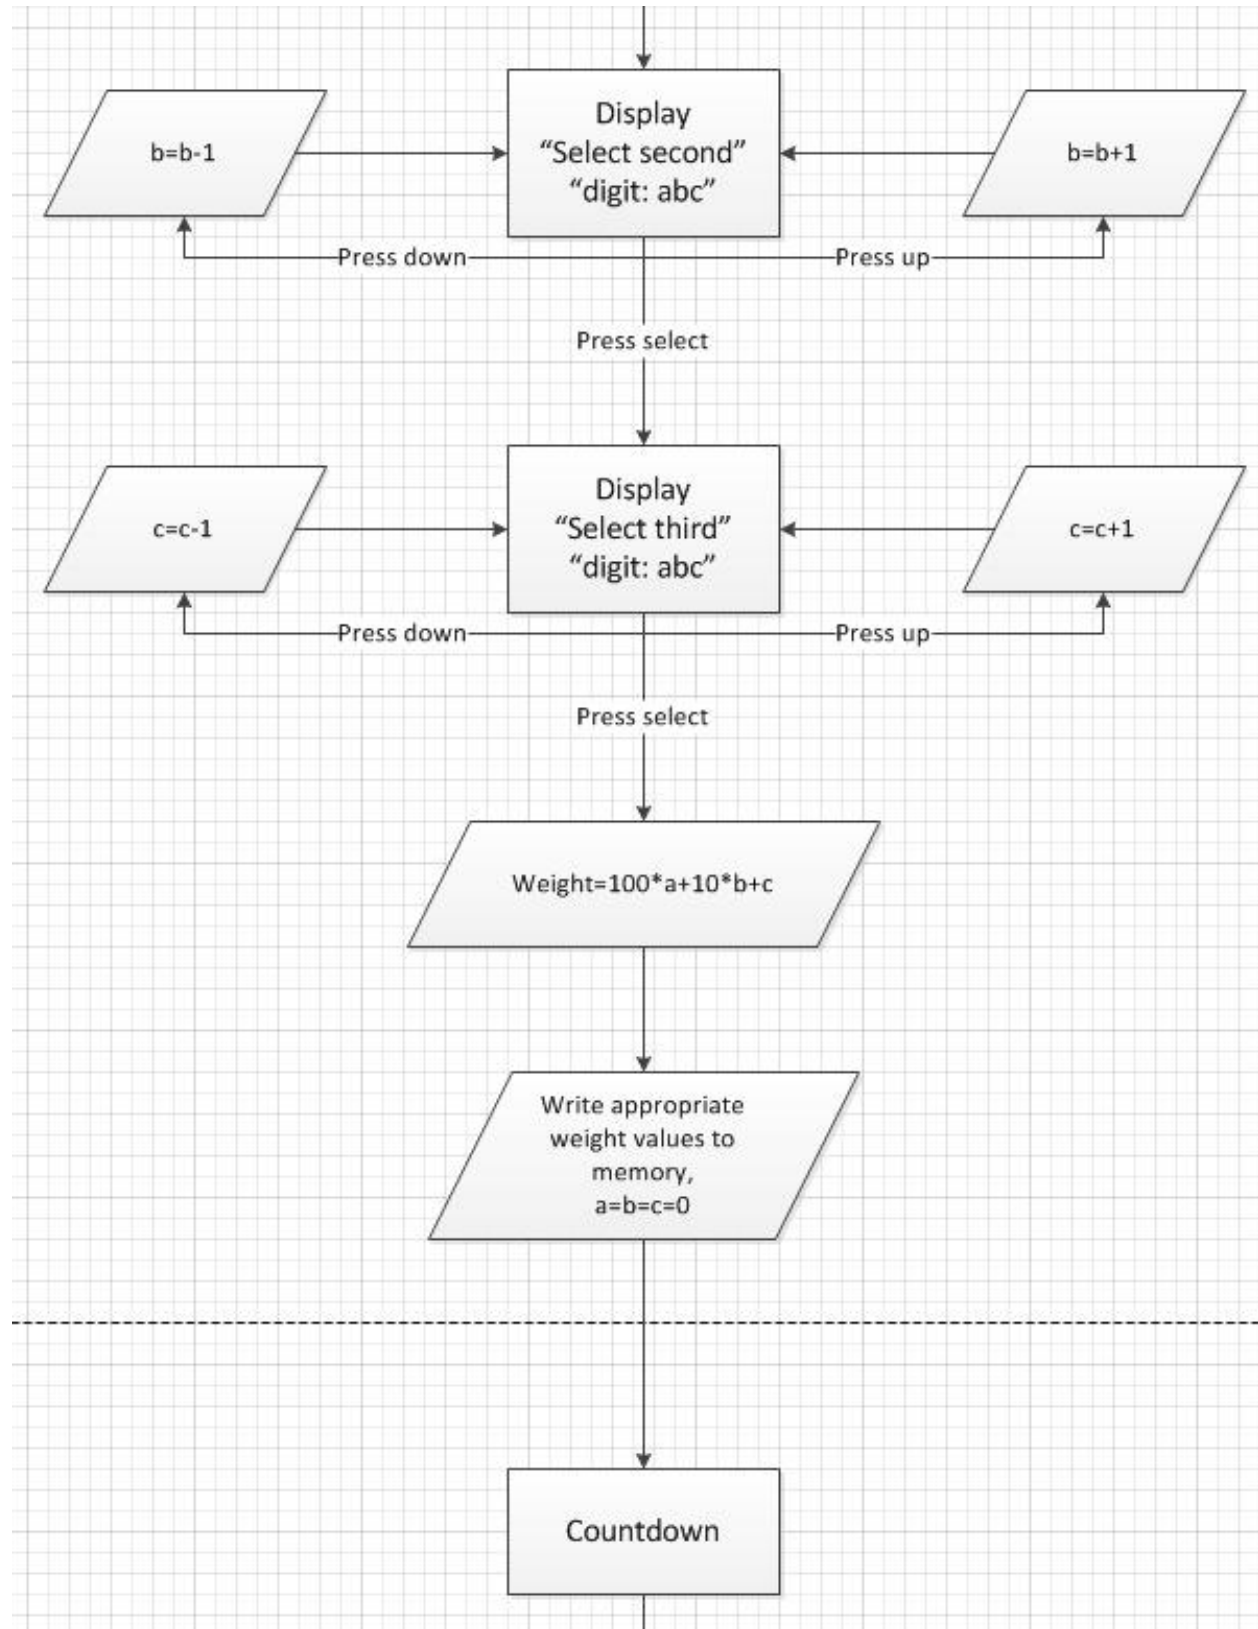 Display
“Select second”
“digit: abc”
b=b-1
b=b+1
Press down
Press up
Press select
Display
“Select third”
“digit: abc”
c=c-1
c=c+1
Press down
Press up
Press select
Weight=100*a+10*b+c
Write appropriate
weight values to
memory,
a=b=c=0
Countdown